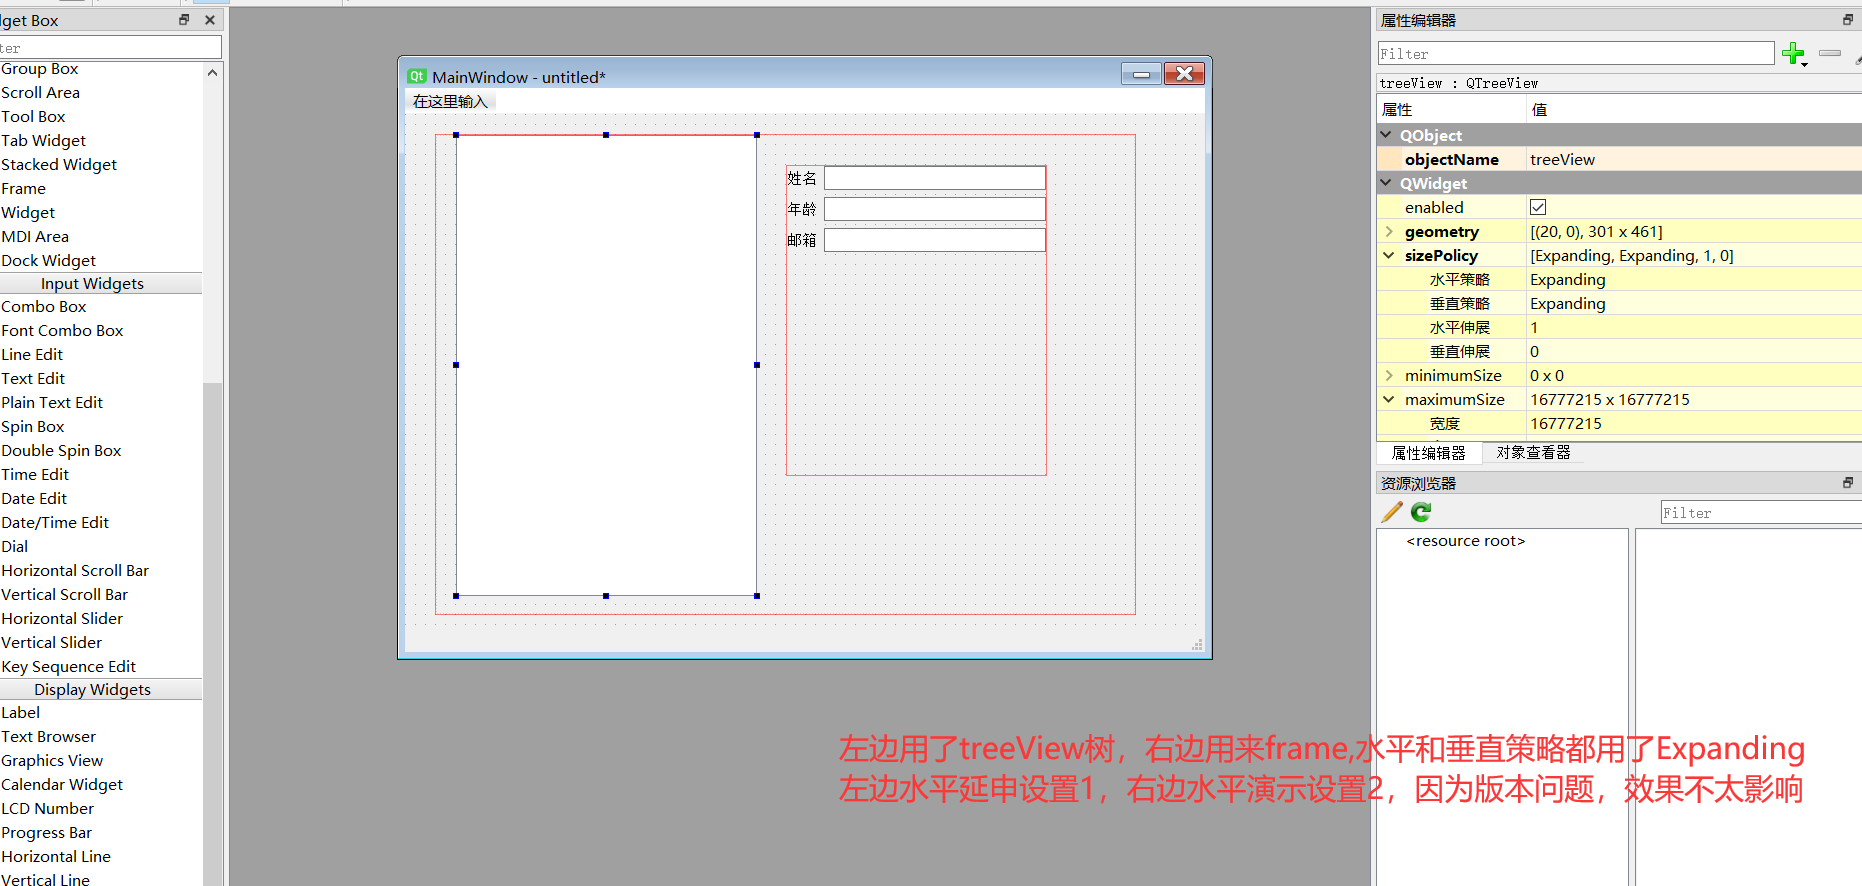 dget Box
ter
Group Box
Scroll Area
Tool Box
Tab Widget
Stacked Widget
Frame
Widget
MDI Area
Dock Widget
Input Widgets
Combo Box
Font Combo Box
Line Edit
Text Edit
Plain Text Edit
Spin Box
Double Spin Box
Time Edit
Date Edit
Date/Time Edit
Dial
Horizontal Scroll Bar
Vertical Scroll Bar
Horizontal Slider
Vertical Slider
Key Sequence Edit
Display Widgets
Label
Text Browser
Graphics View
Calendar Widget
LCD Number
Progress Bar
Horizontal Line
Vertical Line
Qt MainWindow - untitled*
在这里输入
姓名
年龄
邮箱
属性编辑器
Filter
treeView : QTreeView
属性 值
QObject
objectName treeView
QWidget
enabled
geometry [(20, 0), 301 x 461]
sizePolicy [Expanding, Expanding, 1, 0]
水平策略 Expanding
垂直策略 Expanding
水平伸展 1
垂直伸展 0
minimumSize 0 x 0
maximumSize 16777215 x 16777215
宽度 16777215
属性编辑器 对象查看器
资源浏览器
Filter
<resource root>
左边用了treeView树，右边用来frame,水平和垂直策略都用了Expanding
左边水平延申设置1，右边水平演示设置2，因为版本问题，效果不太影响